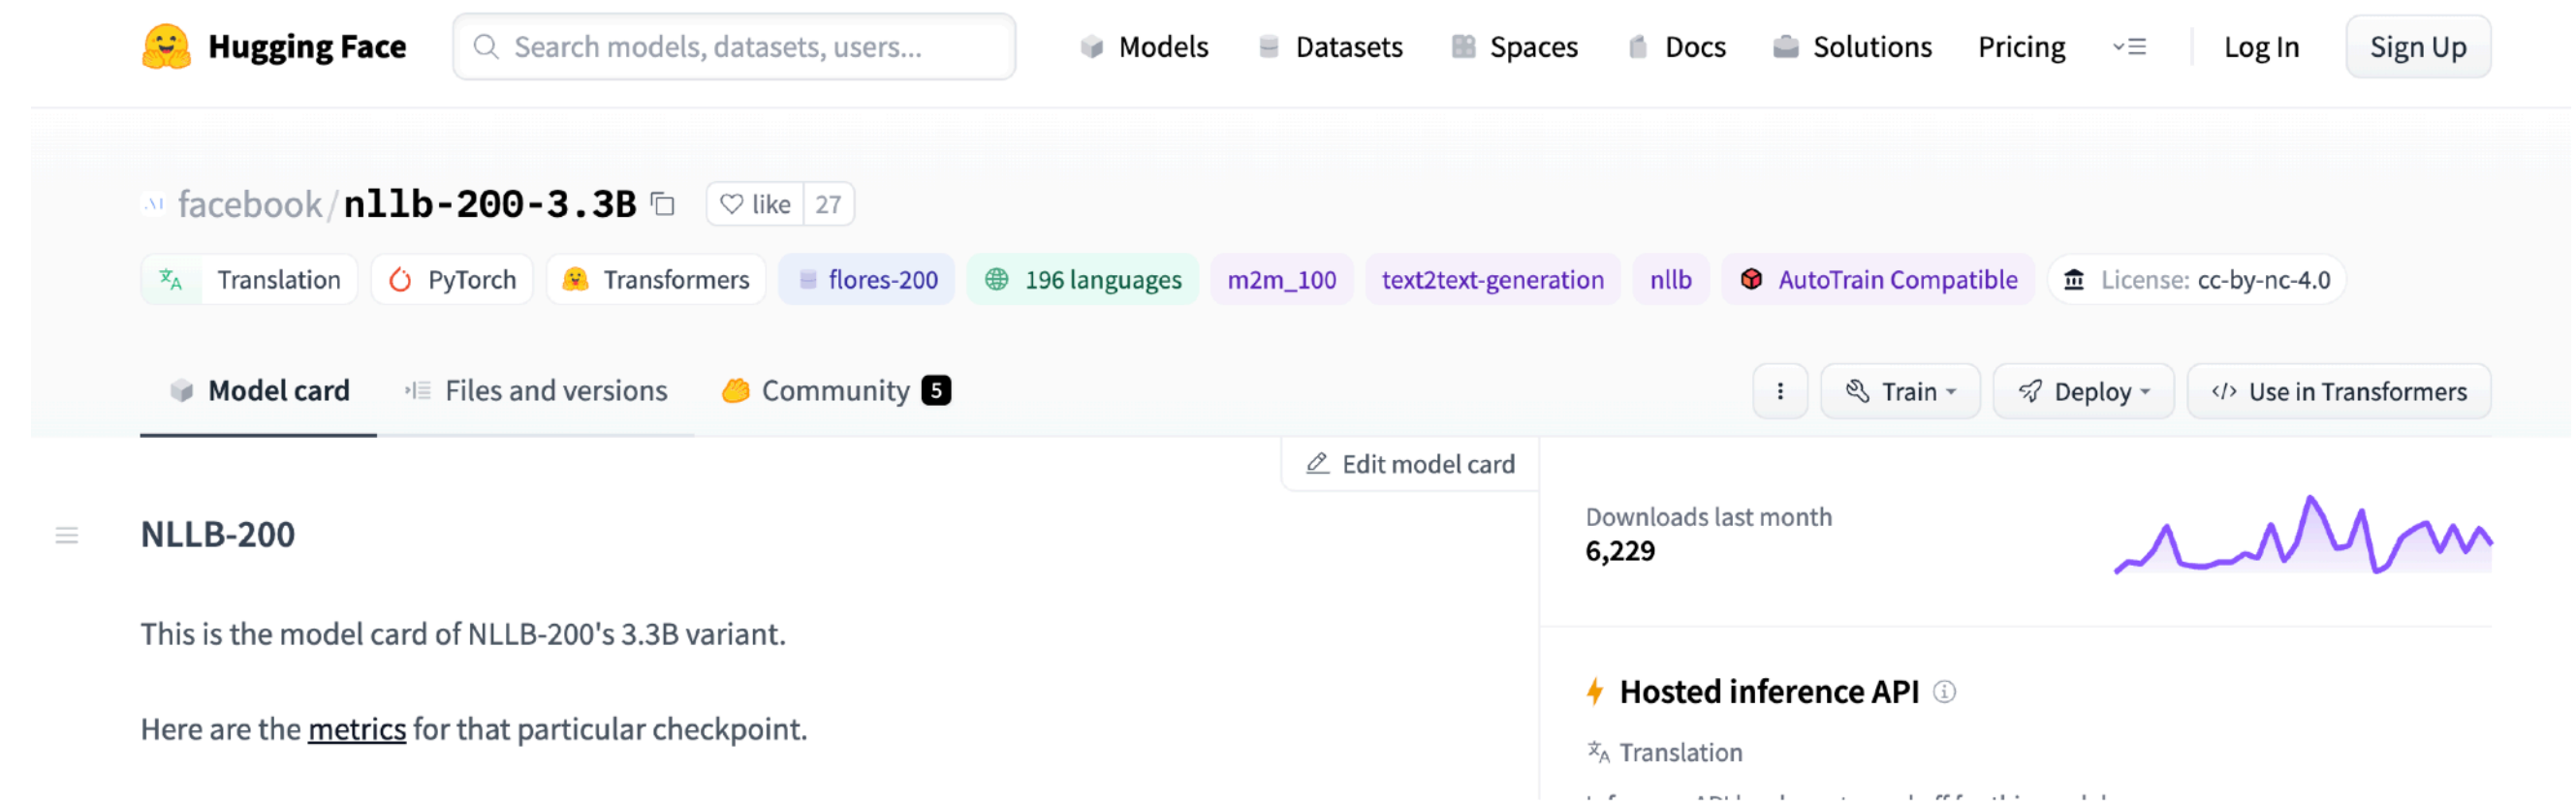 Hugging Face Search models, datasets, users... Models Datasets Spaces Docs Solutions Pricing Log In Sign Up
facebook/nllb-200-3.3B like 27
Translation PyTorch Transformers flores-200 196 languages m2m_100 text2text-generation nllb AutoTrain Compatible License: cc-by-nc-4.0
Model card Files and versions Community 5 Train Deploy </> Use in Transformers
Edit model card
NLLB-200
This is the model card of NLLB-200's 3.3B variant.
Here are the metrics for that particular checkpoint.
Downloads last month
6,229
Hosted inference API
Translation